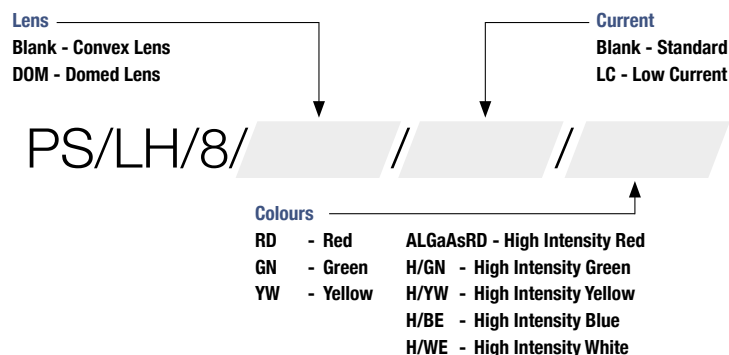 Lens
Blank - Convex Lens
DOM - Domed Lens
Current
Blank - Standard
LC - Low Current
PS/LH/8/ / /
Colours
RD - Red
GN - Green
YW - Yellow
ALGaAsRD - High Intensity Red
H/GN - High Intensity Green
H/YW - High Intensity Yellow
H/BE - High Intensity Blue
H/WE - High Intensity White